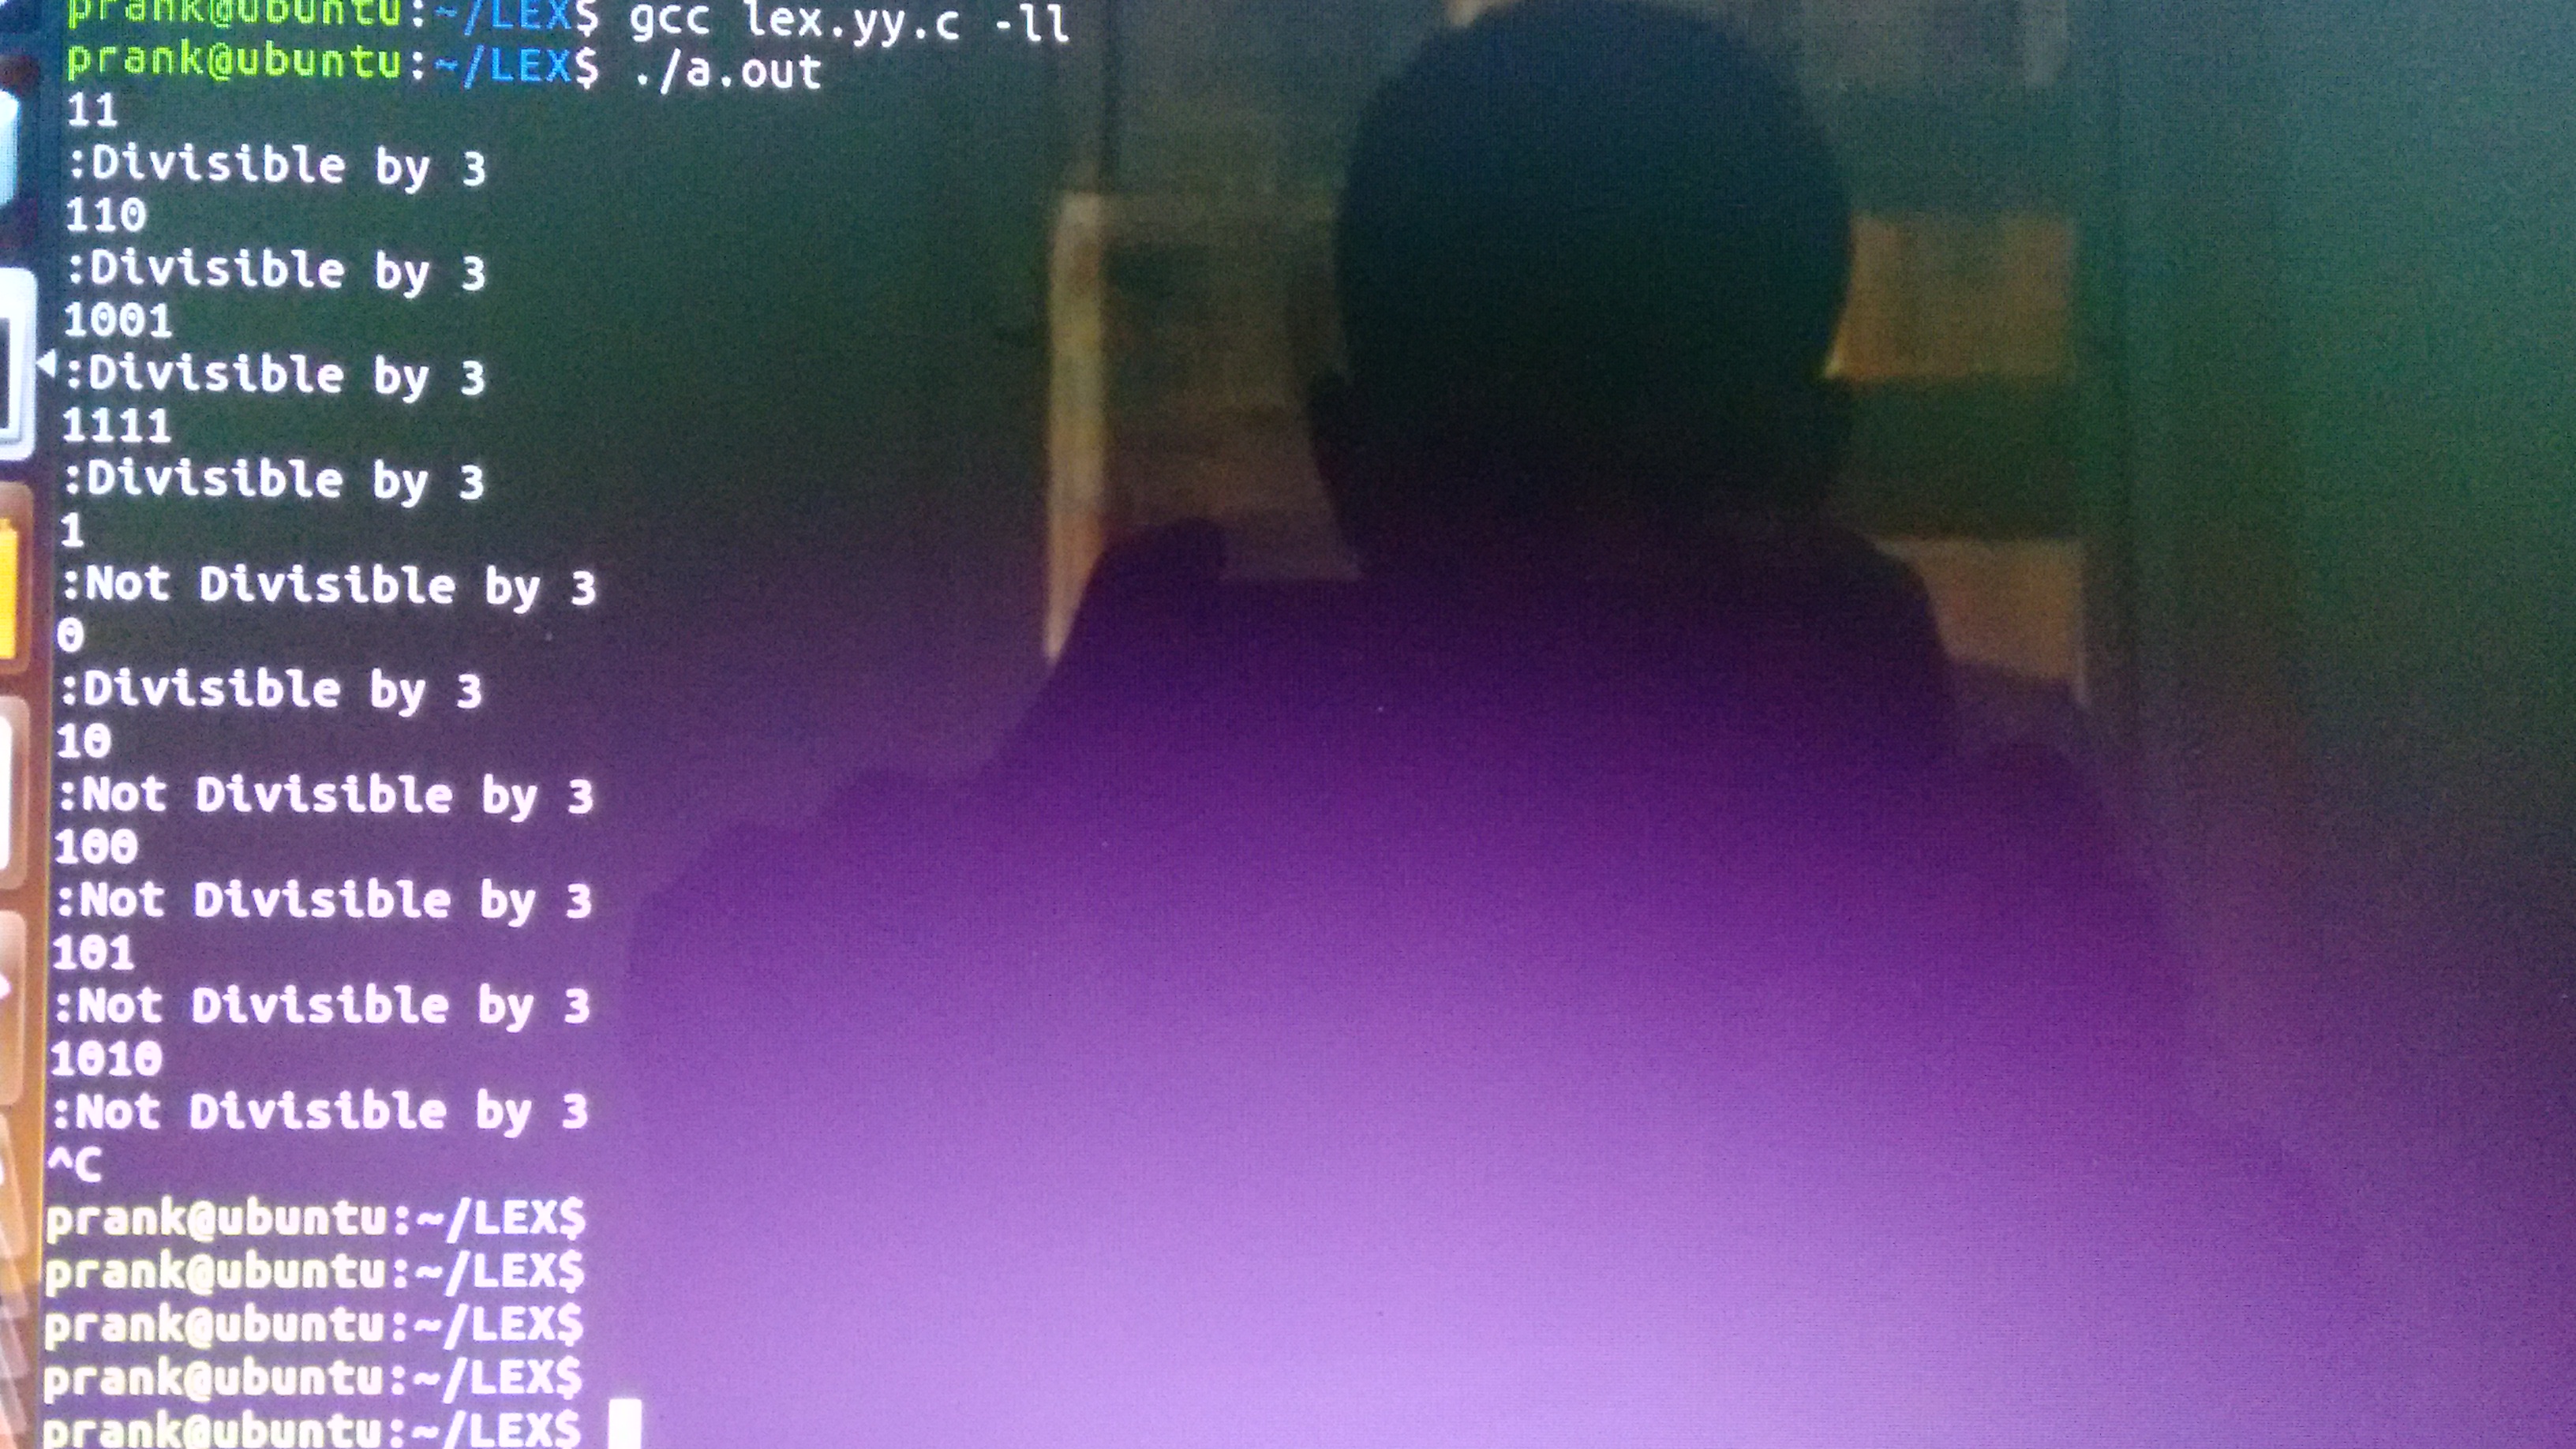 prank@ubuntu:~/LEX$ gcc lex.yy.c -ll
prank@ubuntu:~/LEX$ ./a.out
11
:Divisible by 3
110
:Divisible by 3
1001
:Divisible by 3
1111
:Divisible by 3
1
:Not Divisible by 3
0
:Divisible by 3
10
:Not Divisible by 3
100
:Not Divisible by 3
101
:Not Divisible by 3
1010
:Not Divisible by 3
^C
prank@ubuntu:~/LEX$
prank@ubuntu:~/LEX$
prank@ubuntu:~/LEX$
prank@ubuntu:~/LEX$
prank@ubuntu:~/LEX$